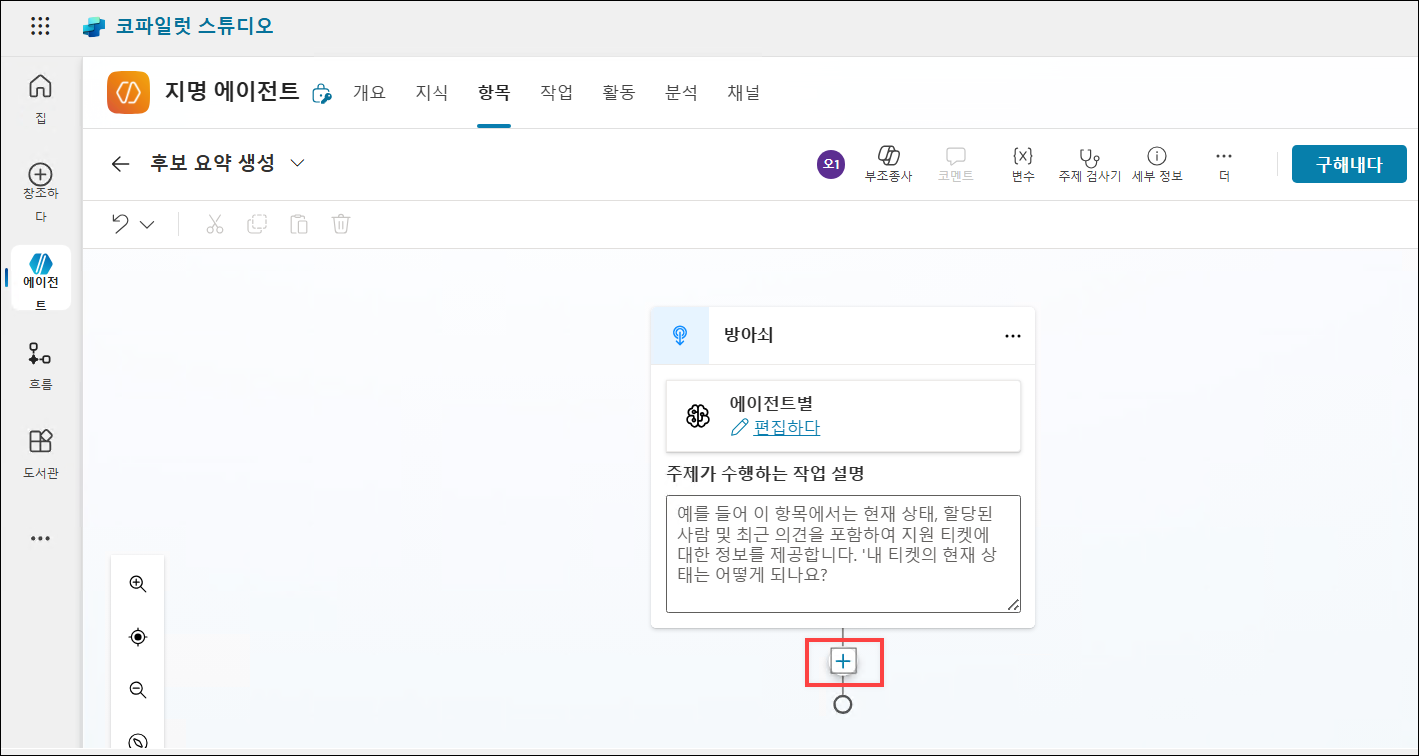 코파일럿 스튜디오
지명 에이전트
개요
지식
항목
작업
활동
분석
채널
집
창조하
다
에이전
트
흐름
도서관
후보 요약 생성
오1
부조종사
코멘트
변수
주제 검사기
세부 정보
더
구해내다
방아쇠
에이전트별
편집하다
주제가 수행하는 작업 설명
예를 들어 이 항목에서는 현재 상태, 할당된
사람 및 최근 의견을 포함하여 지원 티켓에
대한 정보를 제공합니다. '내 티켓의 현재 상
태는 어떻게 되나요?